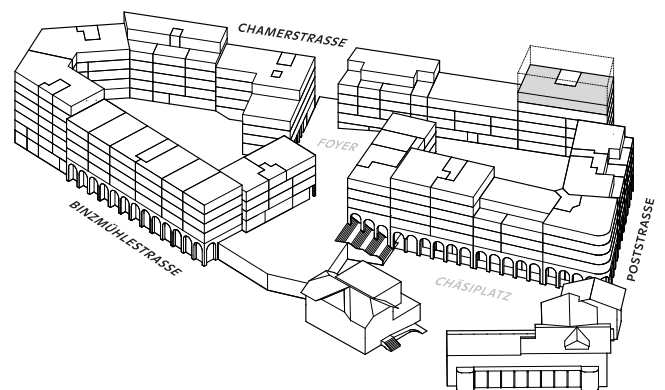 CHAMERSTRASSE
FOYER
BINZMÜHLESTRASSE
POSTSTRASSE
CHÄSIPLATZ